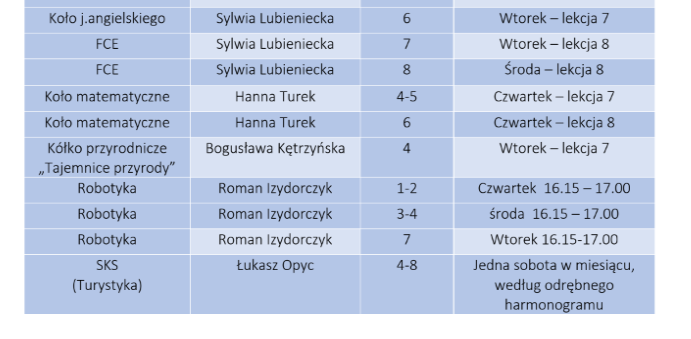 Koło j.angielskiego Sylwia Lubieniecka 6 Wtorek – lekcja 7
FCE Sylwia Lubieniecka 7 Wtorek – lekcja 8
FCE Sylwia Lubieniecka 8 Środa – lekcja 8
Koło matematyczne Hanna Turek 4-5 Czwartek – lekcja 7
Koło matematyczne Hanna Turek 6 Czwartek – lekcja 8
Kółko przyrodnicze Bogusława Kętrzyńska 4 Wtorek – lekcja 7
„Tajemnice przyrody”
Robotyka Roman Izydorczyk 1-2 Czwartek 16.15 – 17.00
Robotyka Roman Izydorczyk 3-4 środa 16.15 – 17.00
Robotyka Roman Izydorczyk 7 Wtorek 16.15-17.00
SKS Łukasz Opyc 4-8 Jedna sobota w miesiącu,
(Turystyka) według odrębnego
harmonogramu